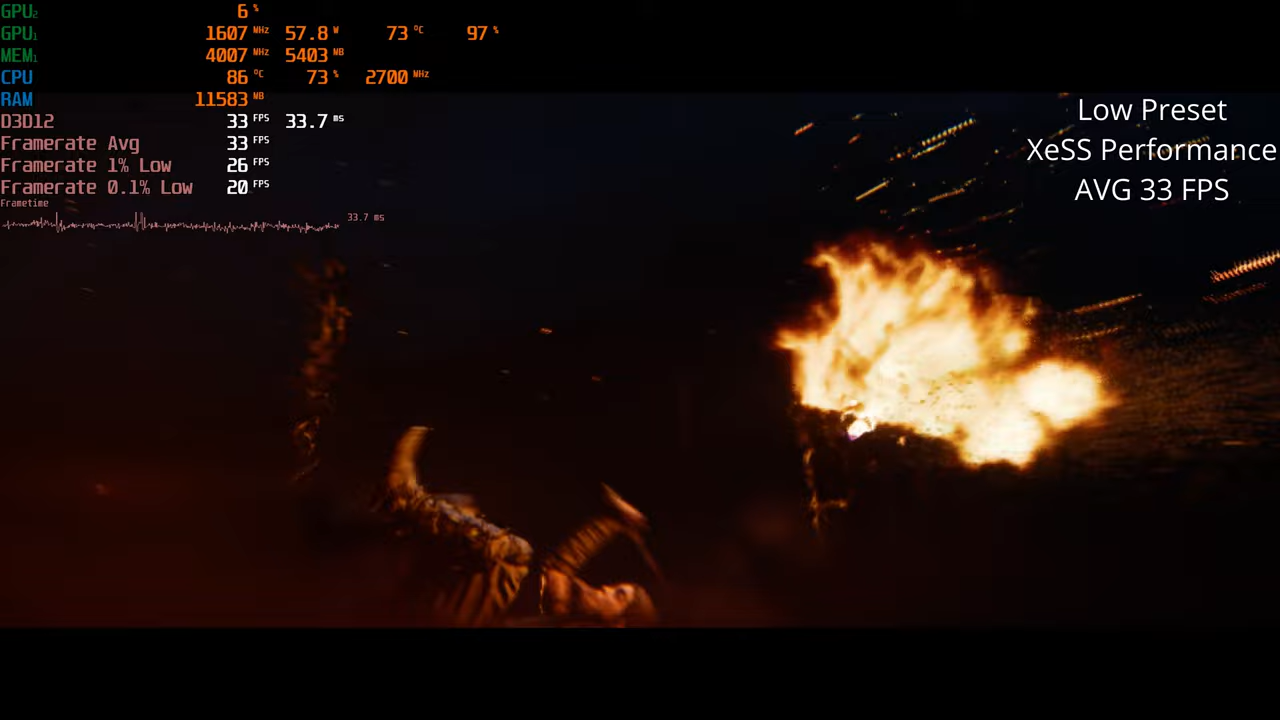 GPU2 6 %
GPU1 1607 MHz 57.8 W 73 °C 97 %
MEM1 4007 MHz 5403 MB
CPU 86 °C 73 % 2700 MHz
RAM 11583 MB
D3D12 33 FPS 33.7 ms
Framerate Avg 33 FPS
Framerate 1% Low 26 FPS
Framerate 0.1% Low 20 FPS
Frametime
33.7 ms
Low Preset
XeSS Performance
AVG 33 FPS